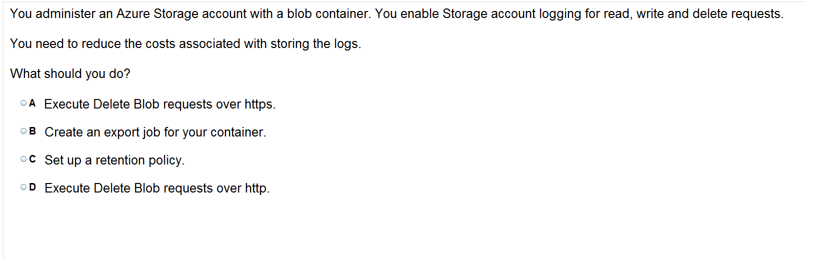 You administer an Azure Storage account with a blob container. You enable Storage account logging for read, write and delete requests.
You need to reduce the costs associated with storing the logs.
What should you do?
A Execute Delete Blob requests over https.
B Create an export job for your container.
C Set up a retention policy.
D Execute Delete Blob requests over http.